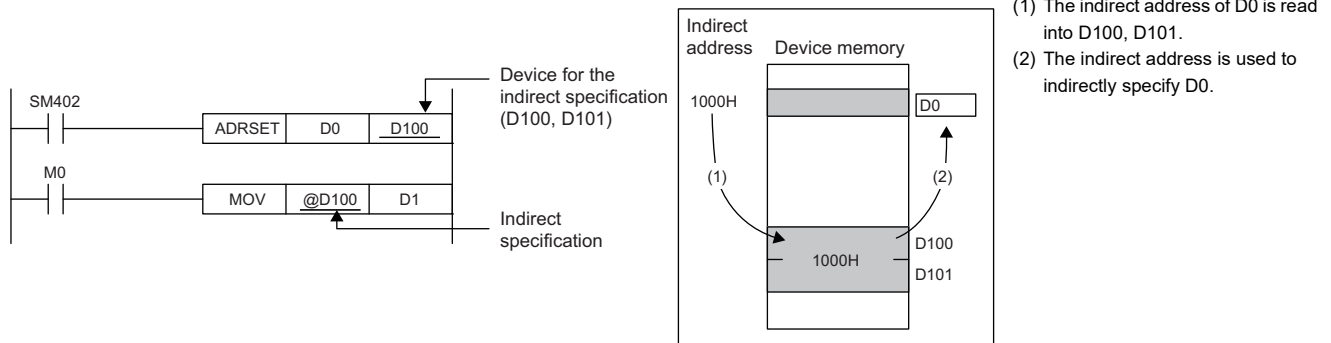 SM402
ADRSET D0 D100
M0
MOV @D100 D1
Device for the
indirect specification
(D100, D101)
Indirect
specification
Indirect
address
Device memory
1000H
D0
(1)
(2)
1000H
D100
D101
(1) The indirect address of D0 is read
into D100, D101.
(2) The indirect address is used to
indirectly specify D0.